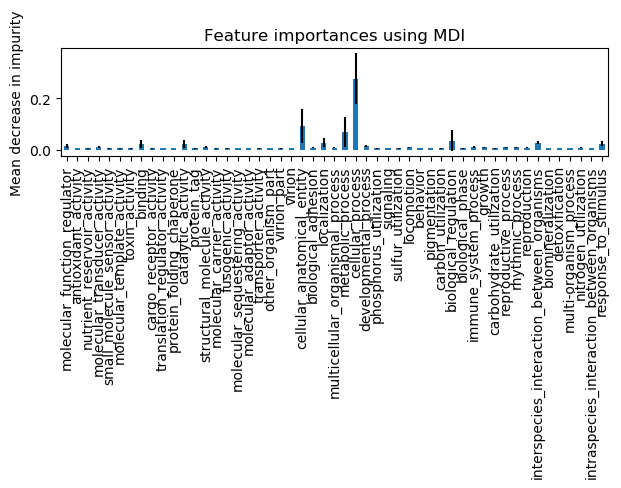 Feature importances using MDI
Mean decrease in impurity
0.2
0.0
molecular_function_regulator
antioxidant_activity
nutrient_reservoir_activity
molecular_transducer_activity
small_molecule_sensor_activity
molecular_template_activity
toxin_activity
binding
cargo_receptor_activity
translation_regulator_activity
protein_folding_chaperone
catalytic_activity
protein_tag
structural_molecule_activity
molecular_carrier_activity
fusogenic_activity
molecular_sequestering_activity
molecular_adaptor_activity
transporter_activity
other_organism_part
virion_part
virion
cellular_anatomical_entity
biological_adhesion
localization
multicellular_organismal_process
metabolic_process
cellular_process
developmental_process
phosphorus_utilization
signaling
sulfur_utilization
locomotion
behavior
pigmentation
carbon_utilization
biological_regulation
biological_phase
immune_system_process
growth
carbohydrate_utilization
reproductive_process
rhythmic_process
reproduction
interspecies_interaction_between_organisms
biomineralization
detoxification
multi-organism_process
nitrogen_utilization
intraspecies_interaction_between_organisms
response_to_stimulus